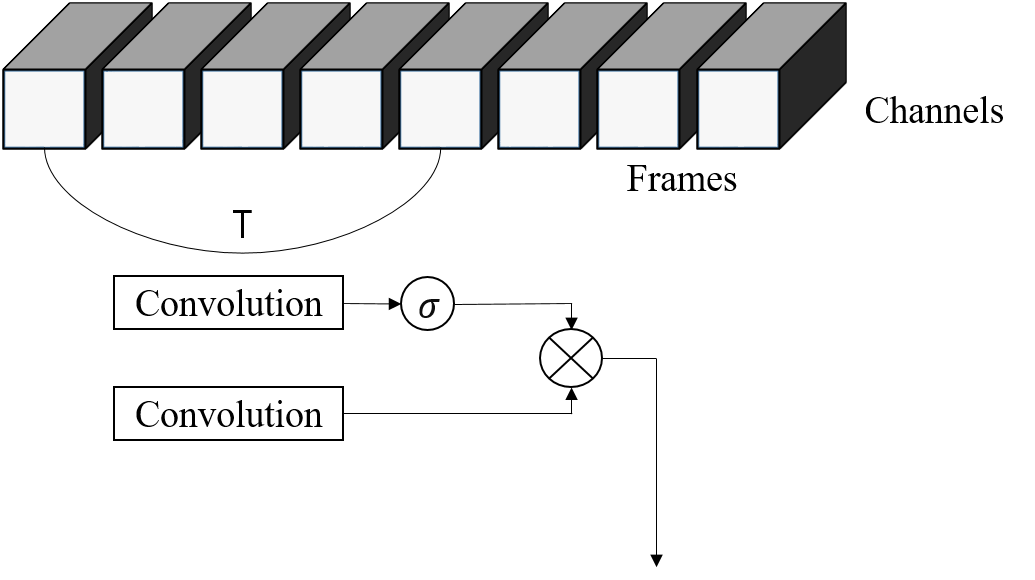 Channels
Frames
T
Convolution
σ
Convolution